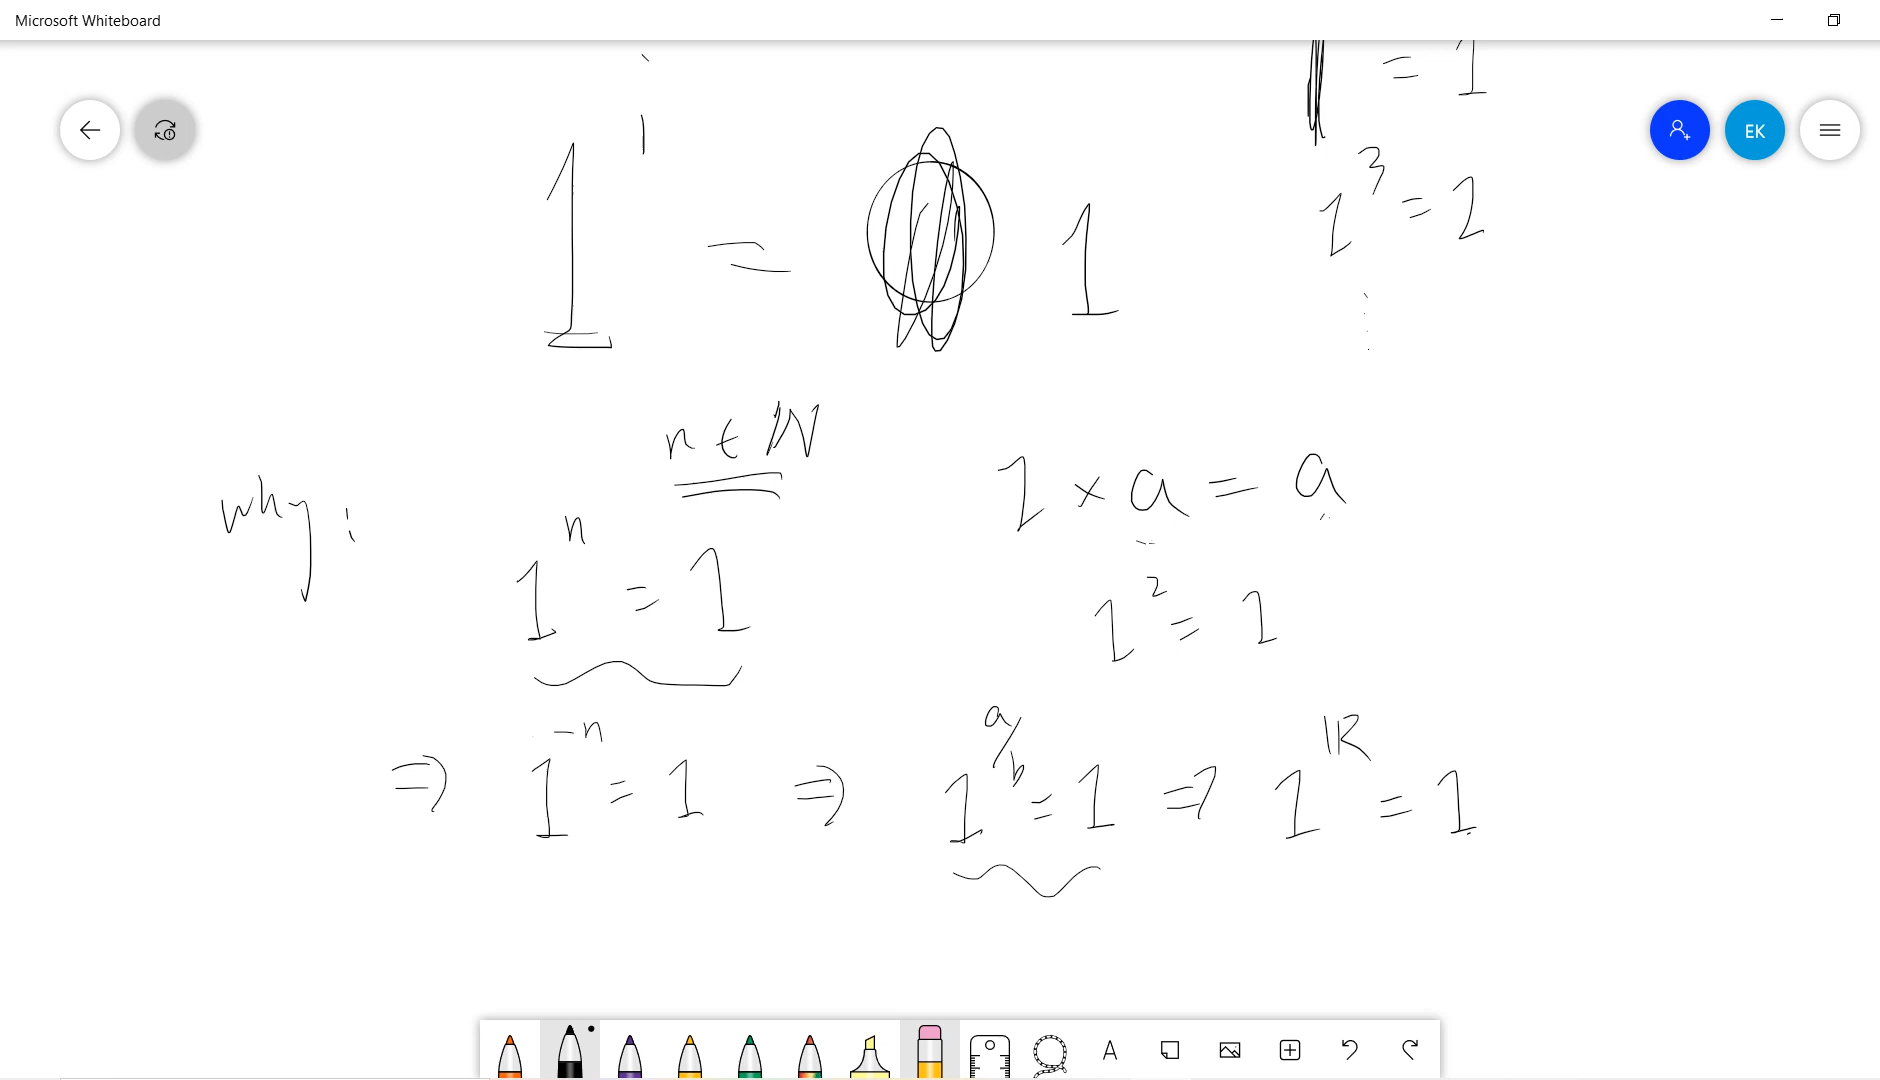 Microsoft Whiteboard
= 1
1^i = 1
EK
1^3 = 1
n ∈ ℕ
1 × a = a
why:
1^n = 1
1^2 = 1
⇒ 1^-n = 1 ⇒ 1^a/b = 1 ⇒ 1^ℝ = 1
A